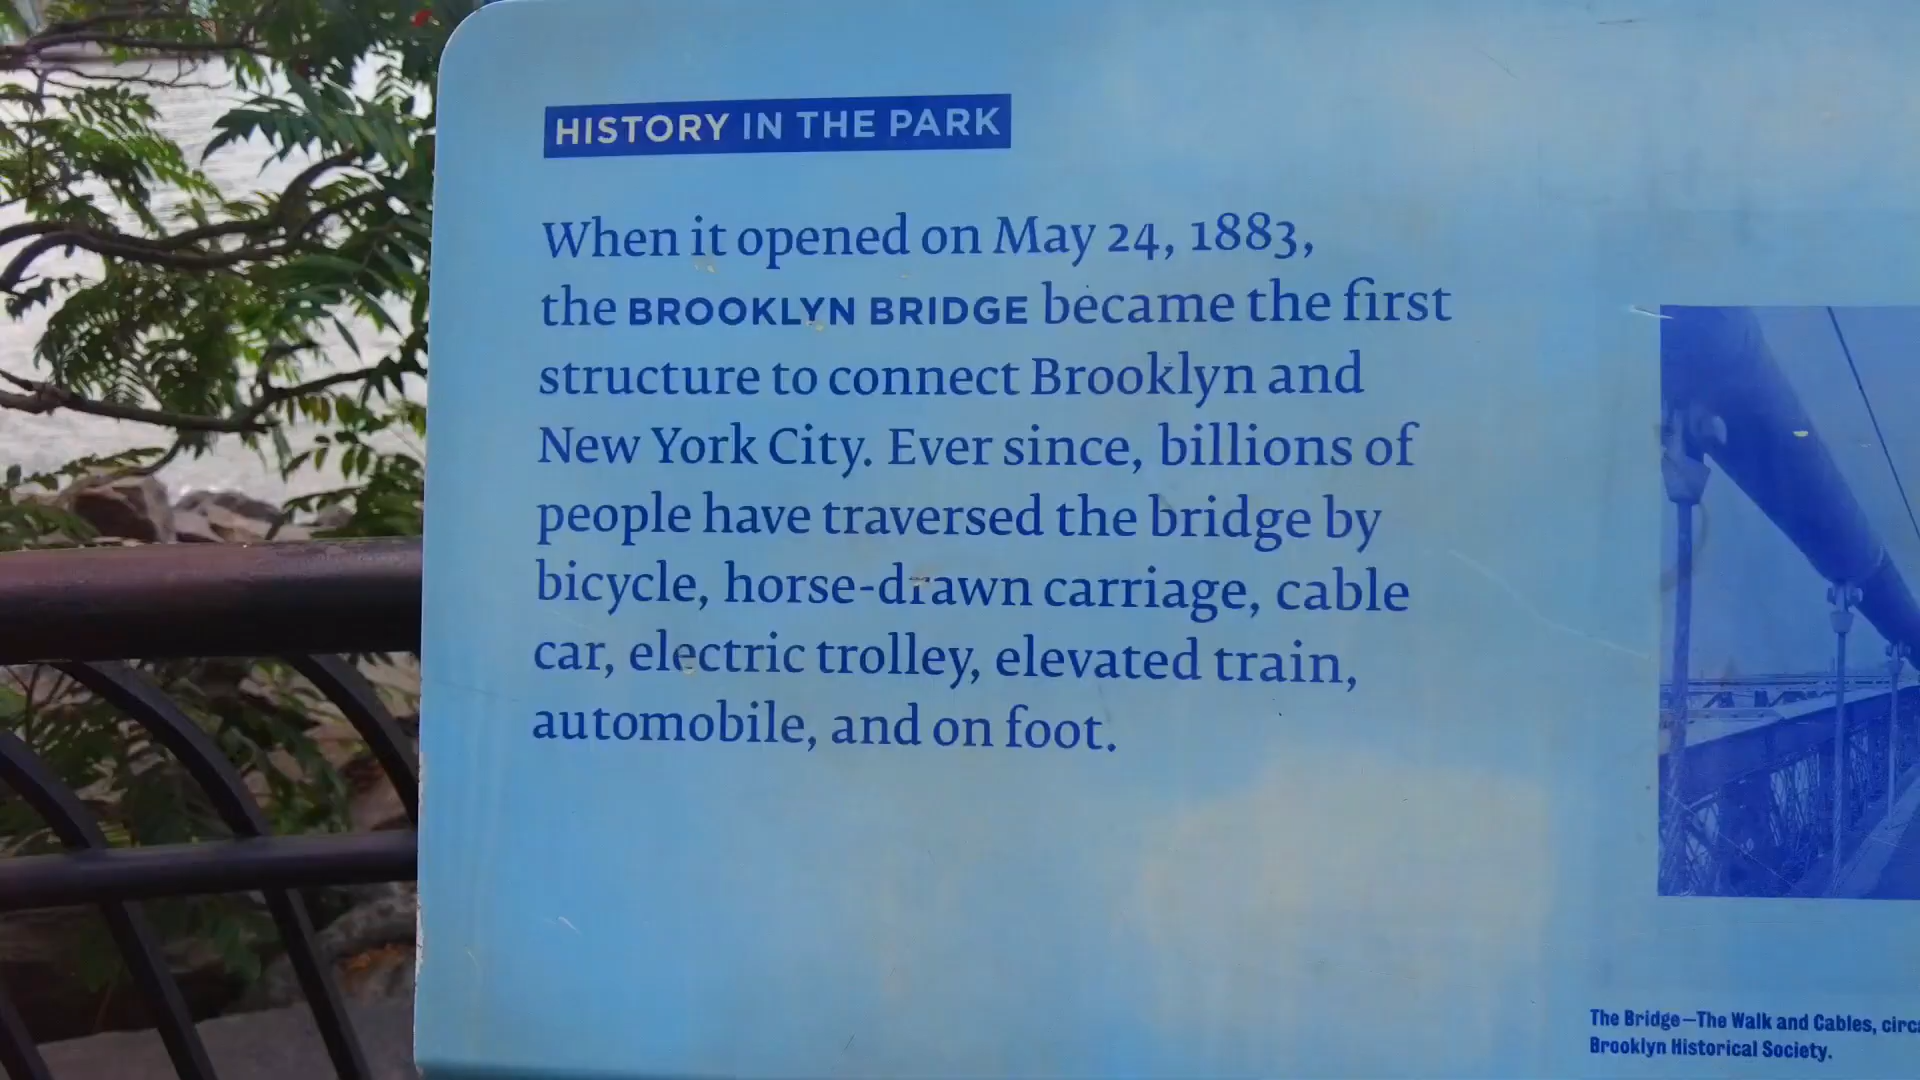 HISTORY IN THE PARK
When it opened on May 24, 1883,
the BROOKLYN BRIDGE became the first
structure to connect Brooklyn and
New York City. Ever since, billions of
people have traversed the bridge by
bicycle, horse-drawn carriage, cable
car, electric trolley, elevated train,
automobile, and on foot.
The Bridge—The Walk and Cables,
Brooklyn Historical Society.